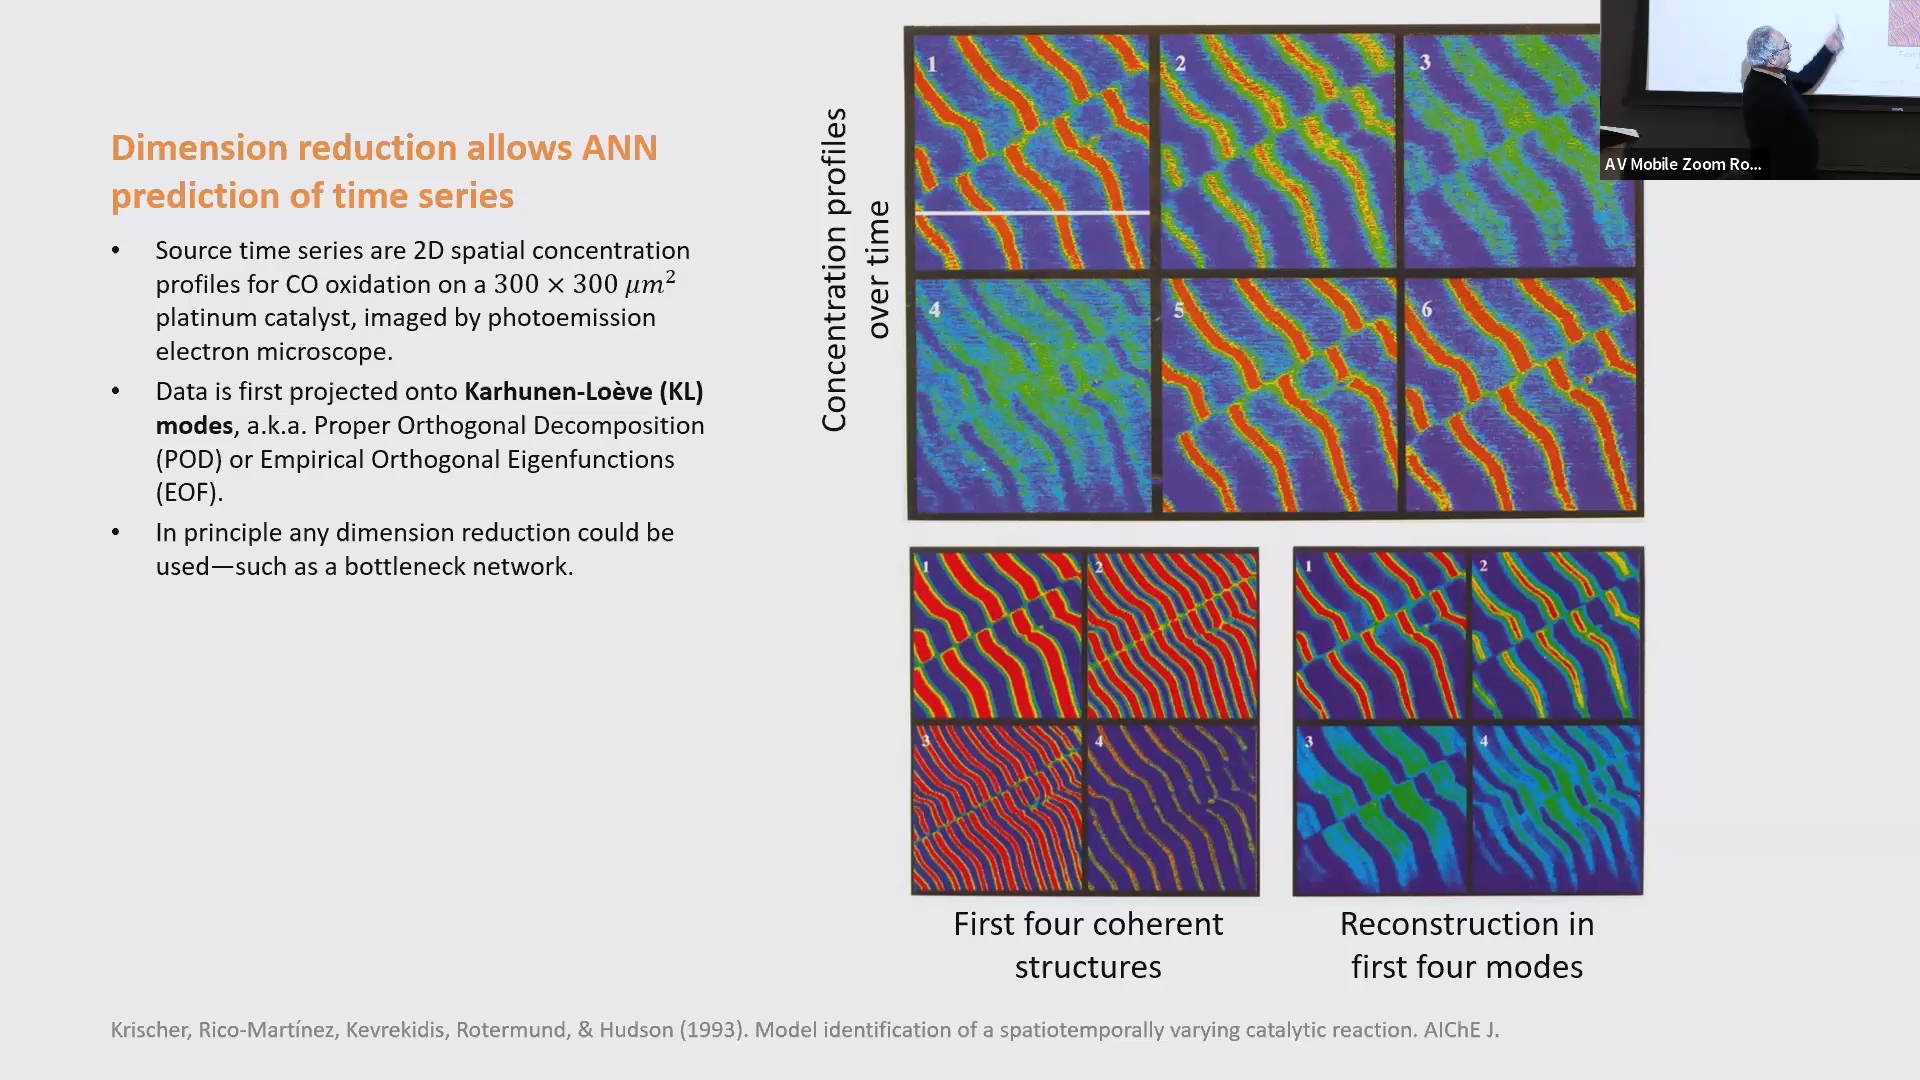 Dimension reduction allows ANN
prediction of time series
• Source time series are 2D spatial concentration
profiles for CO oxidation on a 300 × 300 μm²
platinum catalyst, imaged by photoemission
electron microscope.
• Data is first projected onto Karhunen-Loève (KL)
modes, a.k.a. Proper Orthogonal Decomposition
(POD) or Empirical Orthogonal Eigenfunctions
(EOF).
• In principle any dimension reduction could be
used—such as a bottleneck network.
Concentration profiles
over time
1
2
3
4
5
6
1
2
3
4
First four coherent
structures
1
2
3
4
Reconstruction in
first four modes
AV Mobile Zoom Ro...
Krischer, Rico-Martínez, Kevrekidis, Rotermund, & Hudson (1993). Model identification of a spatiotemporally varying catalytic reaction. AIChE J.